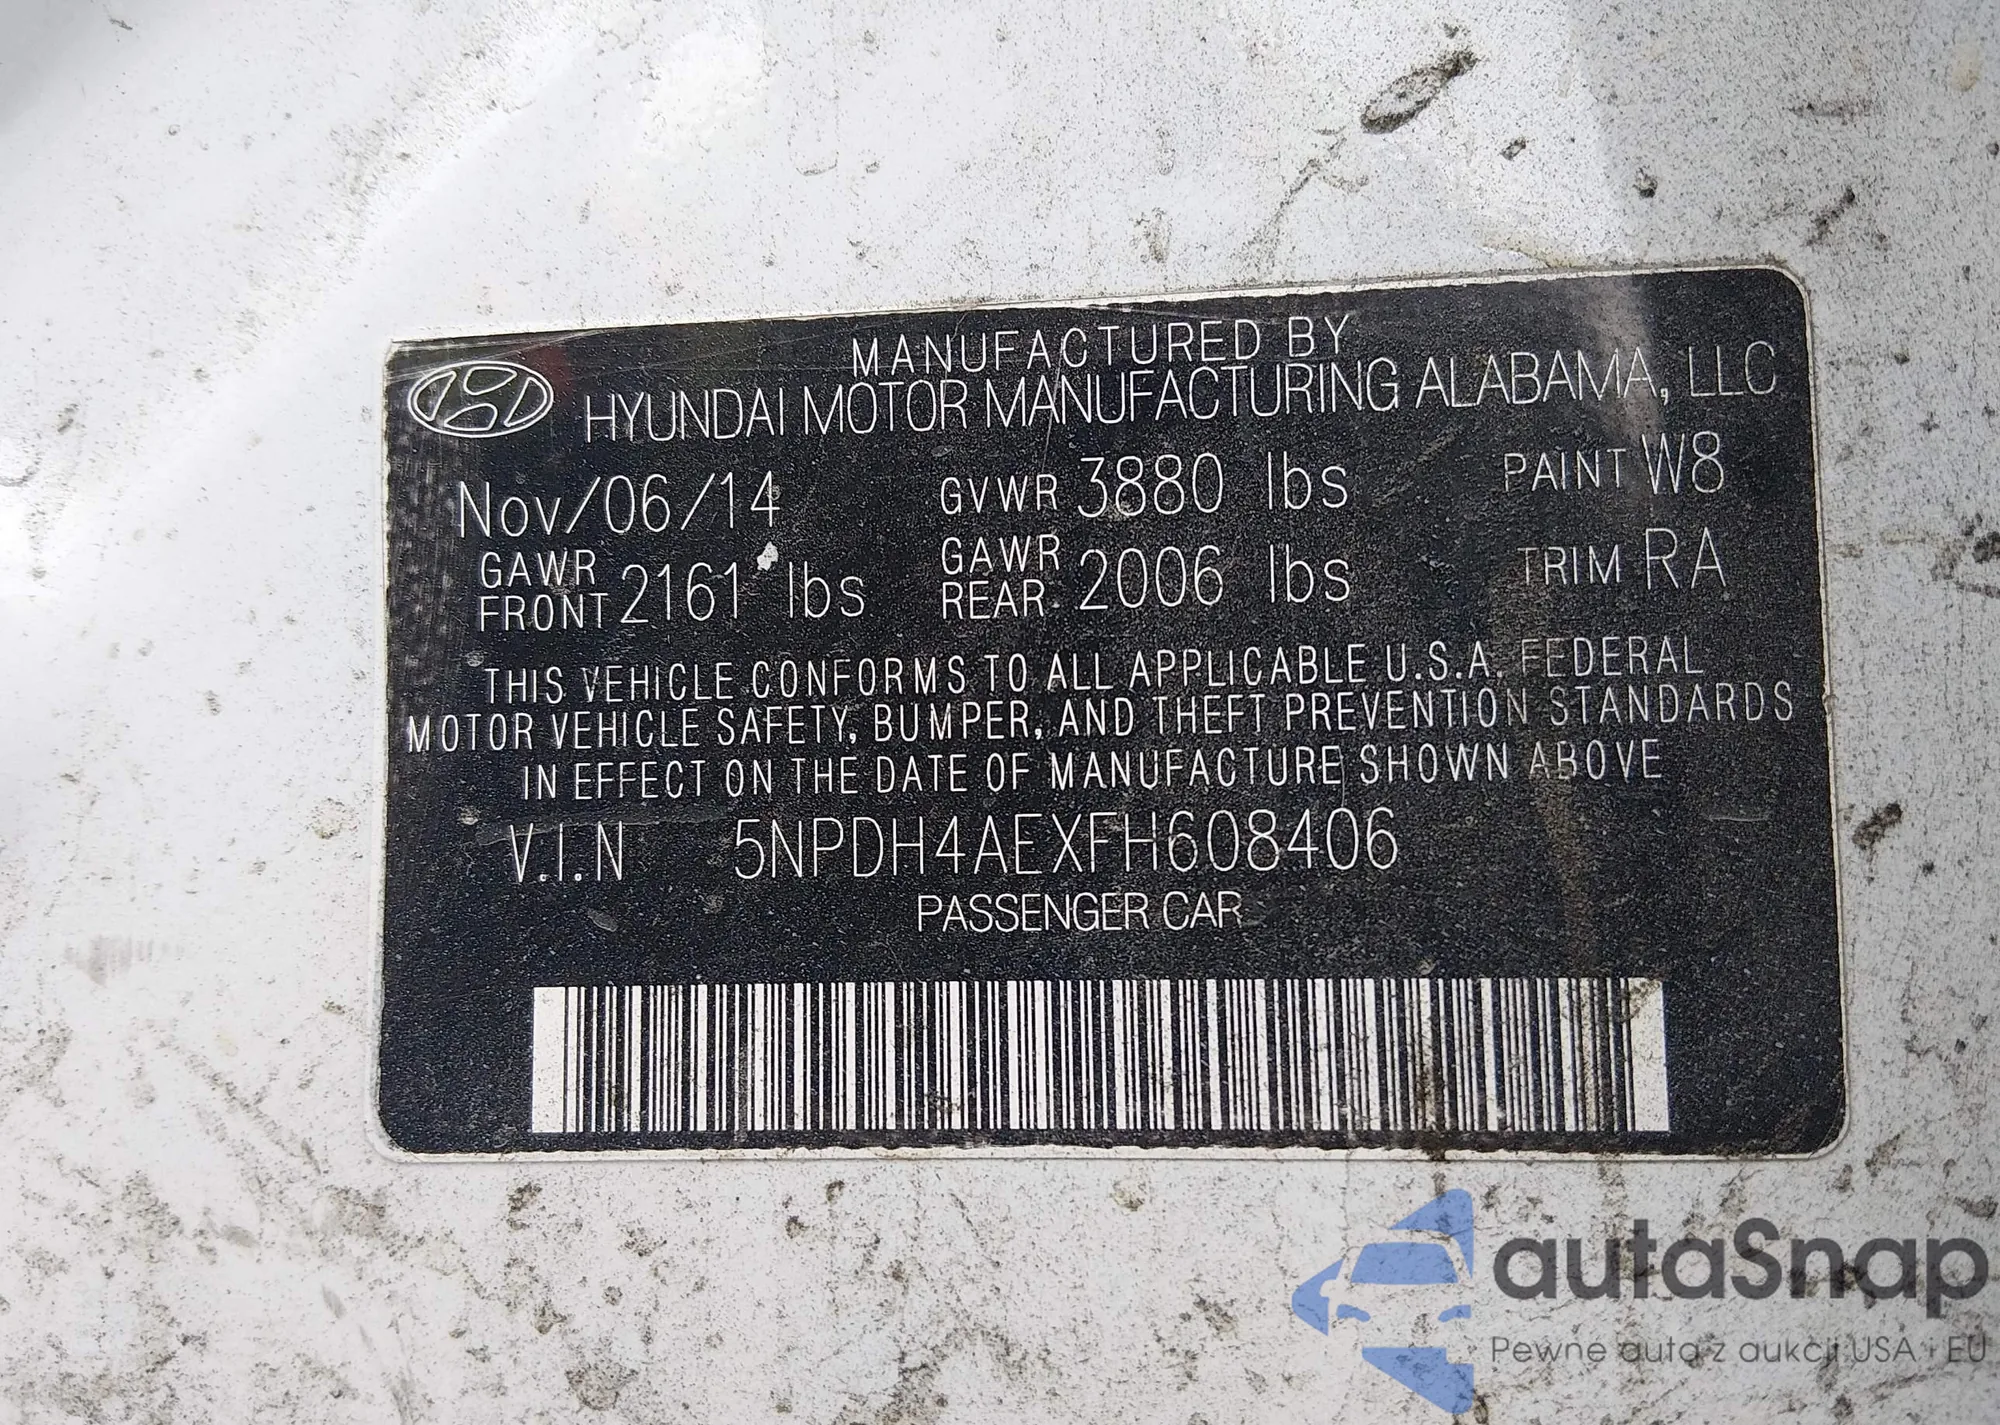 MANUFACTURED BY
HYUNDAI MOTOR MANUFACTURING ALABAMA, LLC
Nov/06/14 GVWR 3880 lbs PAINT W8
GAWR FRONT 2161 lbs GAWR REAR 2006 lbs TRIM RA
THIS VEHICLE CONFORMS TO ALL APPLICABLE U.S.A. FEDERAL
MOTOR VEHICLE SAFETY, BUMPER, AND THEFT PREVENTION STANDARDS
IN EFFECT ON THE DATE OF MANUFACTURE SHOWN ABOVE
V.I.N 5NPDH4AEXFH608406
PASSENGER CAR
autaSnap
Pewne auta z aukcji USA i EU